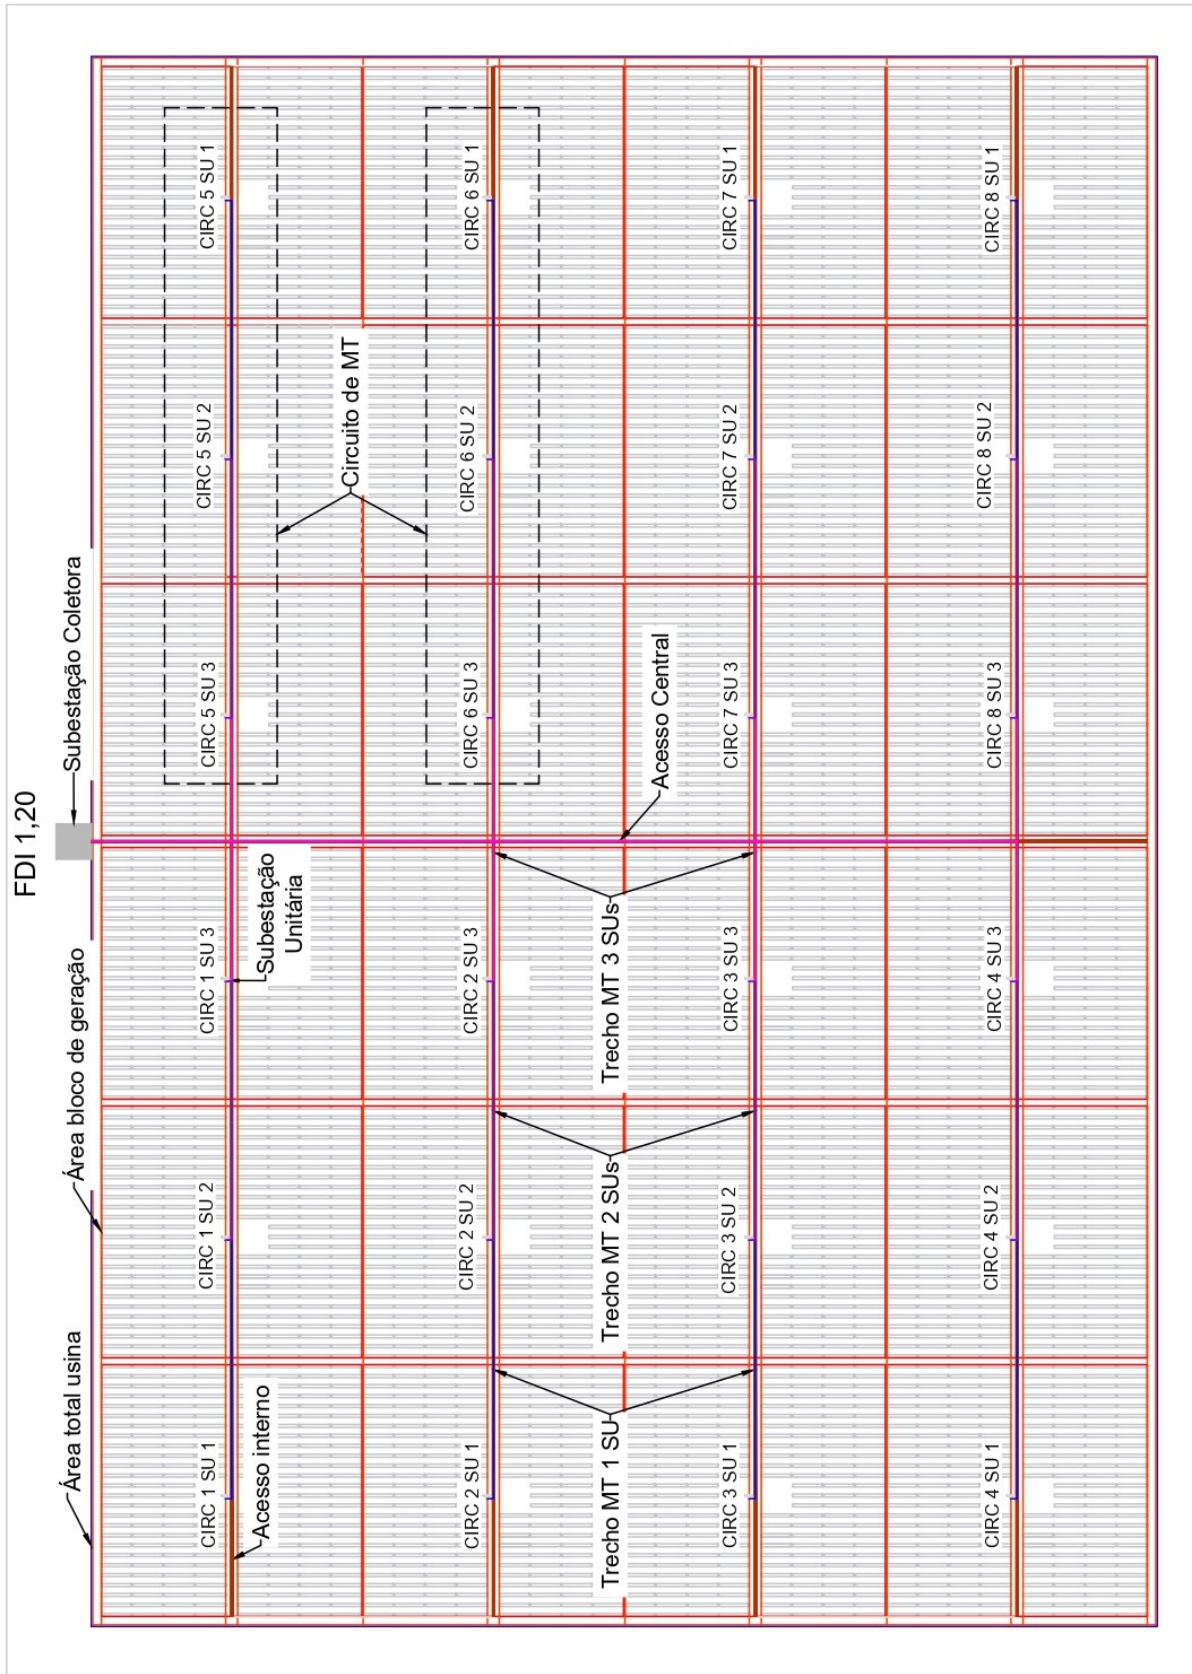 FDI 1,20
Área total usina
Área bloco de geração
Subestação Coletora
CIRC 1 SU 1
CIRC 1 SU 2
CIRC 1 SU 3
CIRC 5 SU 3
CIRC 5 SU 2
CIRC 5 SU 1
Acesso interno
Subestação
Unitária
Circuito de MT
CIRC 2 SU 1
CIRC 2 SU 2
CIRC 2 SU 3
CIRC 6 SU 3
CIRC 6 SU 2
CIRC 6 SU 1
Trecho MT 1 SU
Trecho MT 2 SUs
Trecho MT 3 SUs
Acesso Central
CIRC 3 SU 1
CIRC 3 SU 2
CIRC 3 SU 3
CIRC 7 SU 3
CIRC 7 SU 2
CIRC 7 SU 1
CIRC 4 SU 1
CIRC 4 SU 2
CIRC 4 SU 3
CIRC 8 SU 3
CIRC 8 SU 2
CIRC 8 SU 1